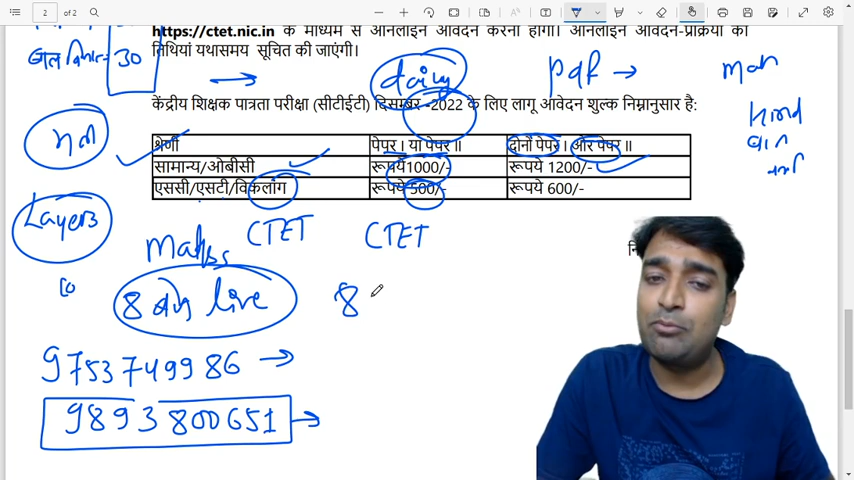 2 of 2
https://ctet.nic.in के माध्यम से ऑनलाइन आवेदन करना होगा। ऑनलाइन आवेदन-प्रक्रिया की
तिथियां यथासमय सूचित की जाएंगी।
30
daily
pdf →
केंद्रीय शिक्षक पात्रता परीक्षा (सीटीईटी) दिसम्बर -2022 के लिए लागू आवेदन शुल्क निम्नानुसार है:
श्रेणी पेपर I या पेपर II दोनों पेपर I और पेपर II
सामान्य/ओबीसी रूपये1000/- रूपये 1200/-
एससी/एसटी/विकलांग रूपये 500/- रूपये 600/-
Layers
CTET CTET
Maths
8 बजे live 8
9753749986 →
9893800651 →